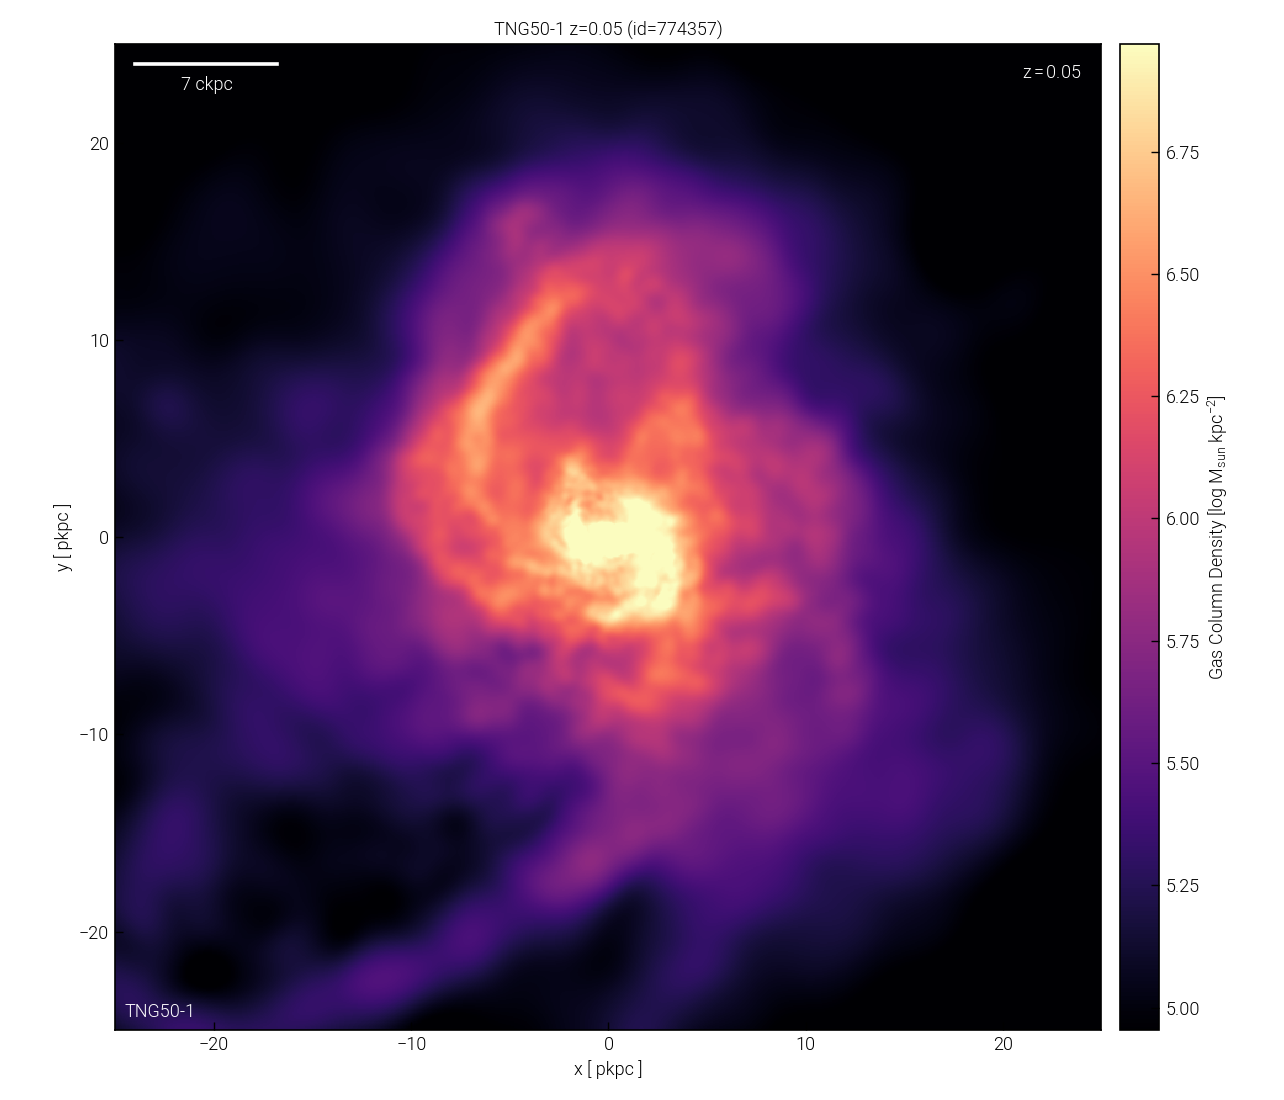 TNG50-1 z=0.05 (id=774357)
7 ckpc
z=0.05
TNG50-1
20
10
0
−10
−20
y [ pkpc ]
−20
−10
0
10
20
x [ pkpc ]
6.75
6.50
6.25
6.00
5.75
5.50
5.25
5.00
Gas Column Density [log M_sun kpc⁻²]